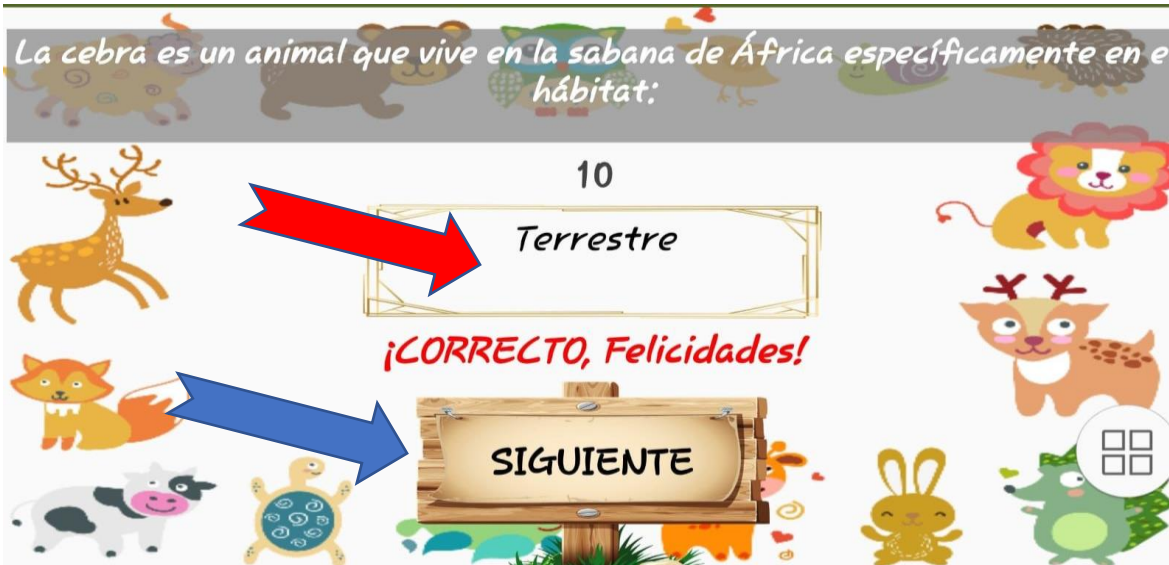 La cebra es un animal que vive en la sabana de África específicamente en e
hábitat:
10
Terrestre
¡CORRECTO, Felicidades!
SIGUIENTE